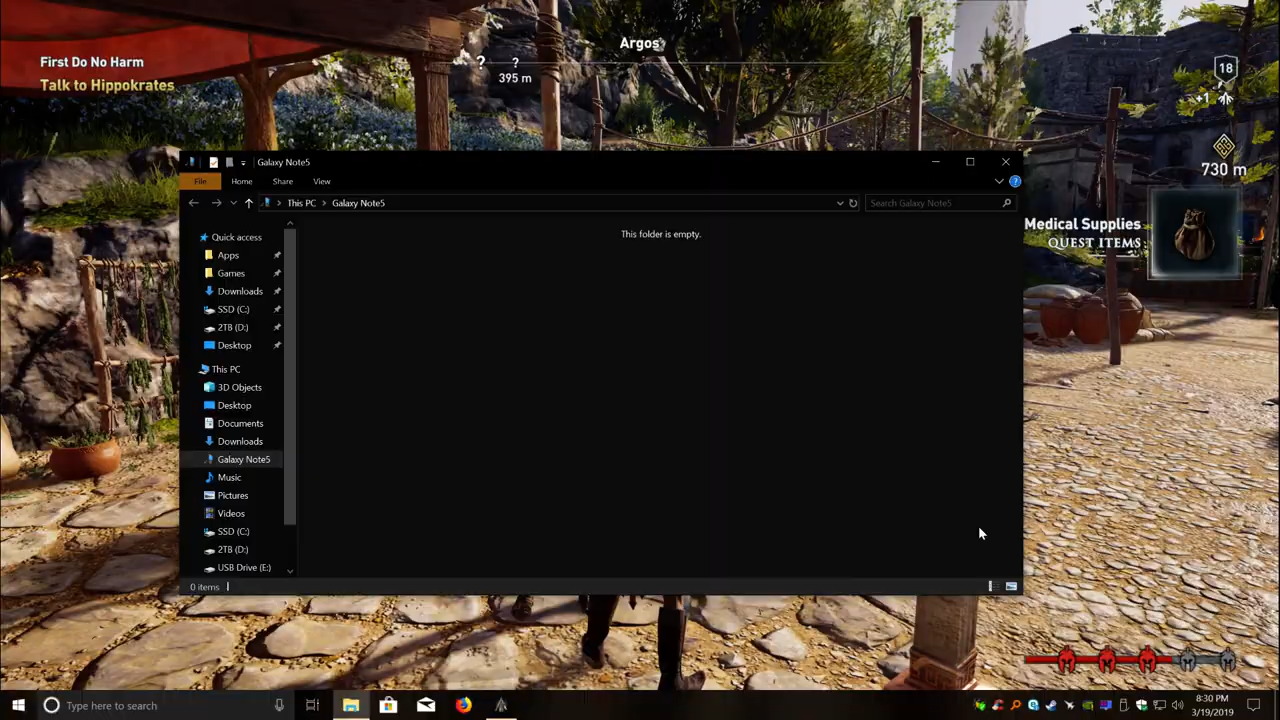 Argos
First Do No Harm
Talk to Hippokrates
?
?
395 m
18
+1
730 m
Medical Supplies
QUEST ITEMS
Galaxy Note5
File
Home
Share
View
?
This PC
Galaxy Note5
Search Galaxy Note5
This folder is empty.
Quick access
Apps
Games
Downloads
SSD (C:)
2TB (D:)
Desktop
This PC
3D Objects
Desktop
Documents
Downloads
Galaxy Note5
Music
Pictures
Videos
SSD (C:)
2TB (D:)
USB Drive (E:)
0 items
Type here to search
8:30 PM
3/19/2019